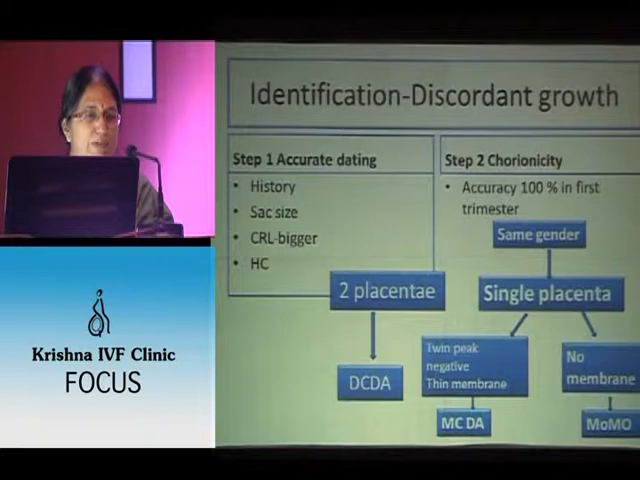 Identification-Discordant growth
Step 1 Accurate dating
• History
• Sac size
• CRL-bigger
• HC
Step 2 Chorionicity
• Accuracy 100 % in first
trimester
Same gender
2 placentae
Single placenta
DCDA
Twin peak
negative
Thin membrane
No
membrane
MC DA
MoMO
Krishna IVF Clinic
FOCUS